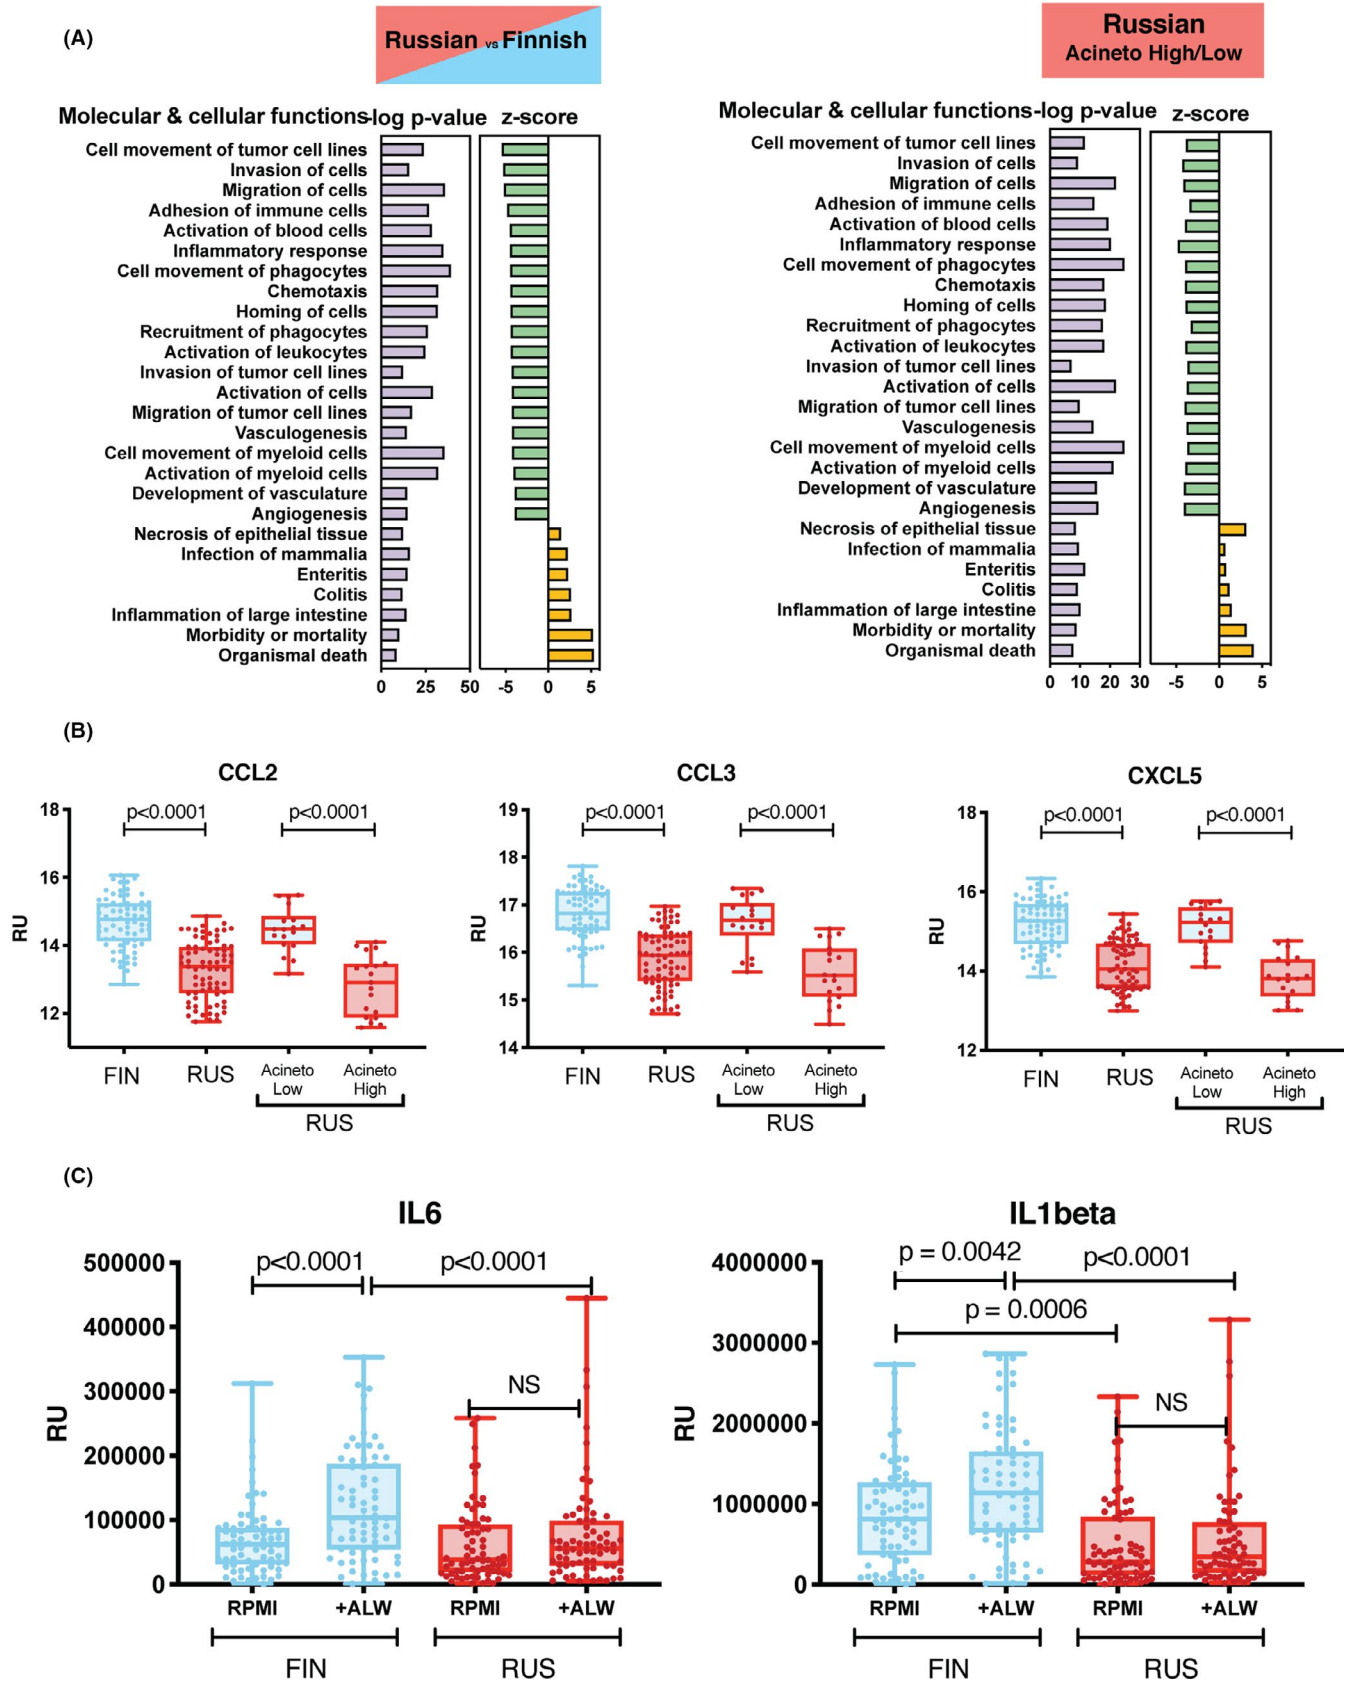 (A)
Russian vs Finnish
Russian
Acineto High/Low
Molecular & cellular functions -log p-value z-score
Cell movement of tumor cell lines
Invasion of cells
Migration of cells
Adhesion of immune cells
Activation of blood cells
Inflammatory response
Cell movement of phagocytes
Chemotaxis
Homing of cells
Recruitment of phagocytes
Activation of leukocytes
Invasion of tumor cell lines
Activation of cells
Migration of tumor cell lines
Vasculogenesis
Cell movement of myeloid cells
Activation of myeloid cells
Development of vasculature
Angiogenesis
Necrosis of epithelial tissue
Infection of mammalia
Enteritis
Colitis
Inflammation of large intestine
Morbidity or mortality
Organismal death
0 25 50 -5 0 5
Molecular & cellular functions-log p-value z-score
Cell movement of tumor cell lines
Invasion of cells
Migration of cells
Adhesion of immune cells
Activation of blood cells
Inflammatory response
Cell movement of phagocytes
Chemotaxis
Homing of cells
Recruitment of phagocytes
Activation of leukocytes
Invasion of tumor cell lines
Activation of cells
Migration of tumor cell lines
Vasculogenesis
Cell movement of myeloid cells
Activation of myeloid cells
Development of vasculature
Angiogenesis
Necrosis of epithelial tissue
Infection of mammalia
Enteritis
Colitis
Inflammation of large intestine
Morbidity or mortality
Organismal death
0 10 20 30 -5 0 5
(B)
CCL2
p<0.0001 p<0.0001
RU
18
16
14
12
FIN RUS Acineto Low Acineto High
RUS
CCL3
p<0.0001 p<0.0001
RU
19
18
17
16
15
14
FIN RUS Acineto Low Acineto High
RUS
CXCL5
p<0.0001 p<0.0001
RU
18
16
14
12
FIN RUS Acineto Low Acineto High
RUS
(C)
IL6
p<0.0001 p<0.0001
NS
RU
500000
400000
300000
200000
100000
0
RPMI +ALW RPMI +ALW
FIN RUS
IL1beta
p = 0.0042 p<0.0001
p = 0.0006
NS
RU
4000000
3000000
2000000
1000000
0
RPMI +ALW RPMI +ALW
FIN RUS